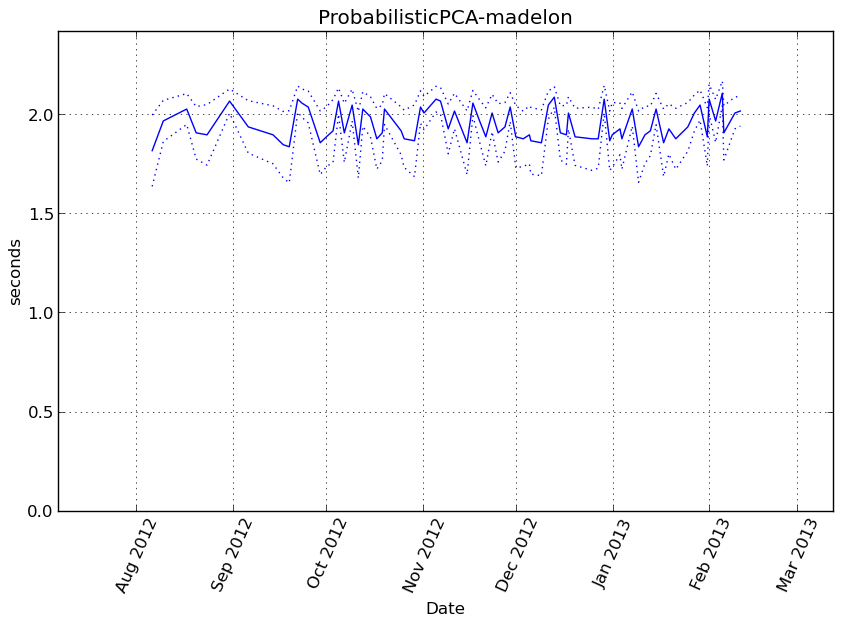 ProbabilisticPCA-madelon
2.0
1.5
1.0
0.5
0.0
seconds
Aug 2012
Sep 2012
Oct 2012
Nov 2012
Dec 2012
Jan 2013
Feb 2013
Mar 2013
Date